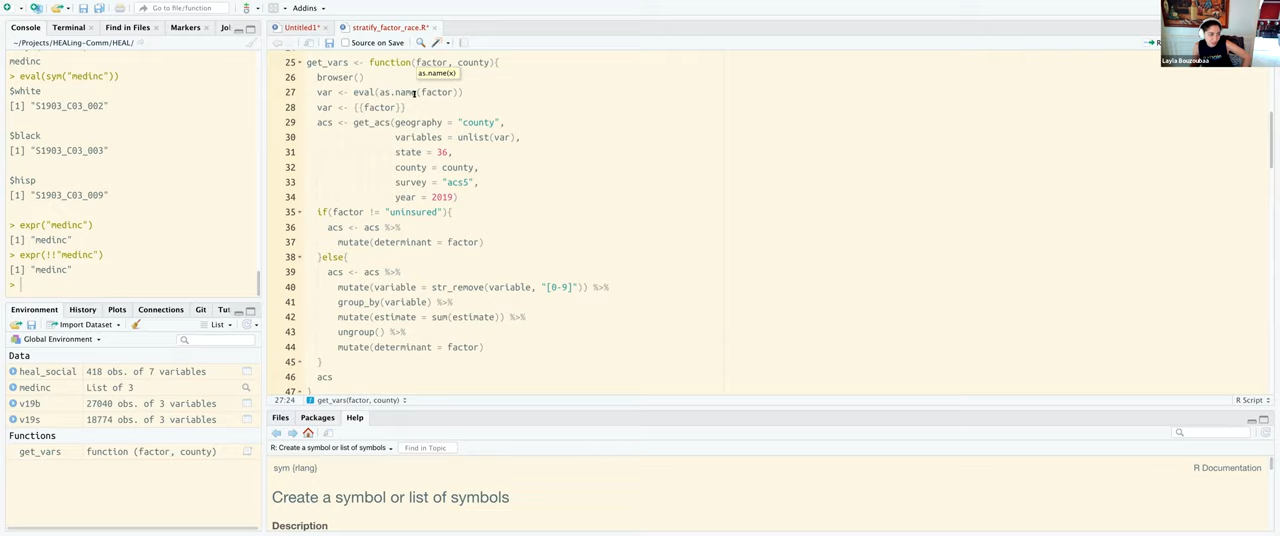 Go to file/function
Addins
Console
Terminal
Find in Files
Markers
Jol
Untitled1*
stratify_factor_race.R*
~/Projects/HEALing-Comm/HEAL/
Source on Save
medinc
> eval(sym("medinc"))
$white
[1] "S1903_C03_002"
$black
[1] "S1903_C03_003"
$hisp
[1] "S1903_C03_009"
> expr("medinc")
[1] "medinc"
> expr(!!"medinc")
[1] "medinc"
>
25 get_vars <- function(factor, county){
as.name(x)
26 browser()
27 var <- eval(as.name(factor))
28 var <- {{factor}}
29 acs <- get_acs(geography = "county",
30 variables = unlist(var),
31 state = 36,
32 county = county,
33 survey = "acs5",
34 year = 2019)
35 if(factor != "uninsured"){
36 acs <- acs %>%
37 mutate(determinant = factor)
38 }else{
39 acs <- acs %>%
40 mutate(variable = str_remove(variable, "[0-9]")) %>%
41 group_by(variable) %>%
42 mutate(estimate = sum(estimate)) %>%
43 ungroup() %>%
44 mutate(determinant = factor)
45 }
46 acs
47 }
27:24
get_vars(factor, county)
R Script
Layla Bouzoubaa
Environment
History
Plots
Connections
Git
Tut
Import Dataset
List
Global Environment
Data
heal_social 418 obs. of 7 variables
medinc List of 3
v19b 27040 obs. of 3 variables
v19s 18774 obs. of 3 variables
Functions
get_vars function (factor, county)
Files
Packages
Help
R: Create a symbol or list of symbols
Find in Topic
sym {rlang}
R Documentation
Create a symbol or list of symbols
Description